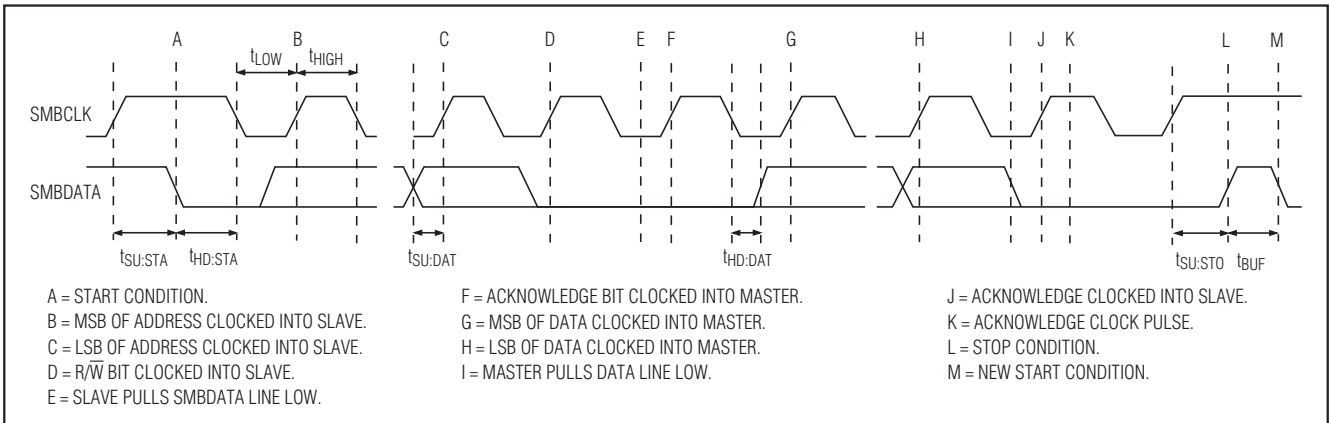 A B C D E F G H I J K L M
tLOW tHIGH
SMBCLK
SMBDATA
tSU:STA tHD:STA tSU:DAT tHD:DAT tSU:STO tBUF
A = START CONDITION.
B = MSB OF ADDRESS CLOCKED INTO SLAVE.
C = LSB OF ADDRESS CLOCKED INTO SLAVE.
D = R/W̅ BIT CLOCKED INTO SLAVE.
E = SLAVE PULLS SMBDATA LINE LOW.
F = ACKNOWLEDGE BIT CLOCKED INTO MASTER.
G = MSB OF DATA CLOCKED INTO MASTER.
H = LSB OF DATA CLOCKED INTO MASTER.
I = MASTER PULLS DATA LINE LOW.
J = ACKNOWLEDGE CLOCKED INTO SLAVE.
K = ACKNOWLEDGE CLOCK PULSE.
L = STOP CONDITION.
M = NEW START CONDITION.